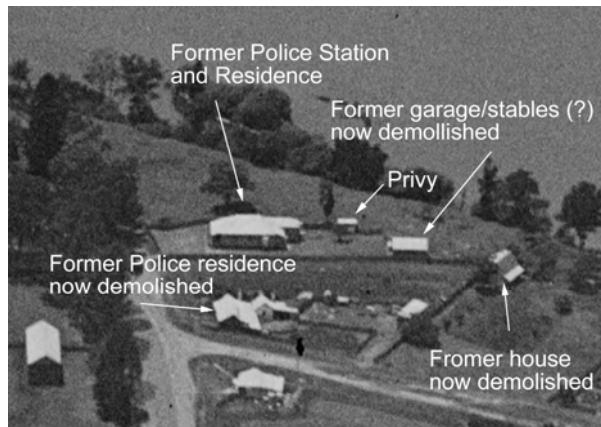 Former Police Station
and Residence
Former garage/stables (?)
now demollished
Privy
Former Police residence
now demolished
Fromer house
now demolished